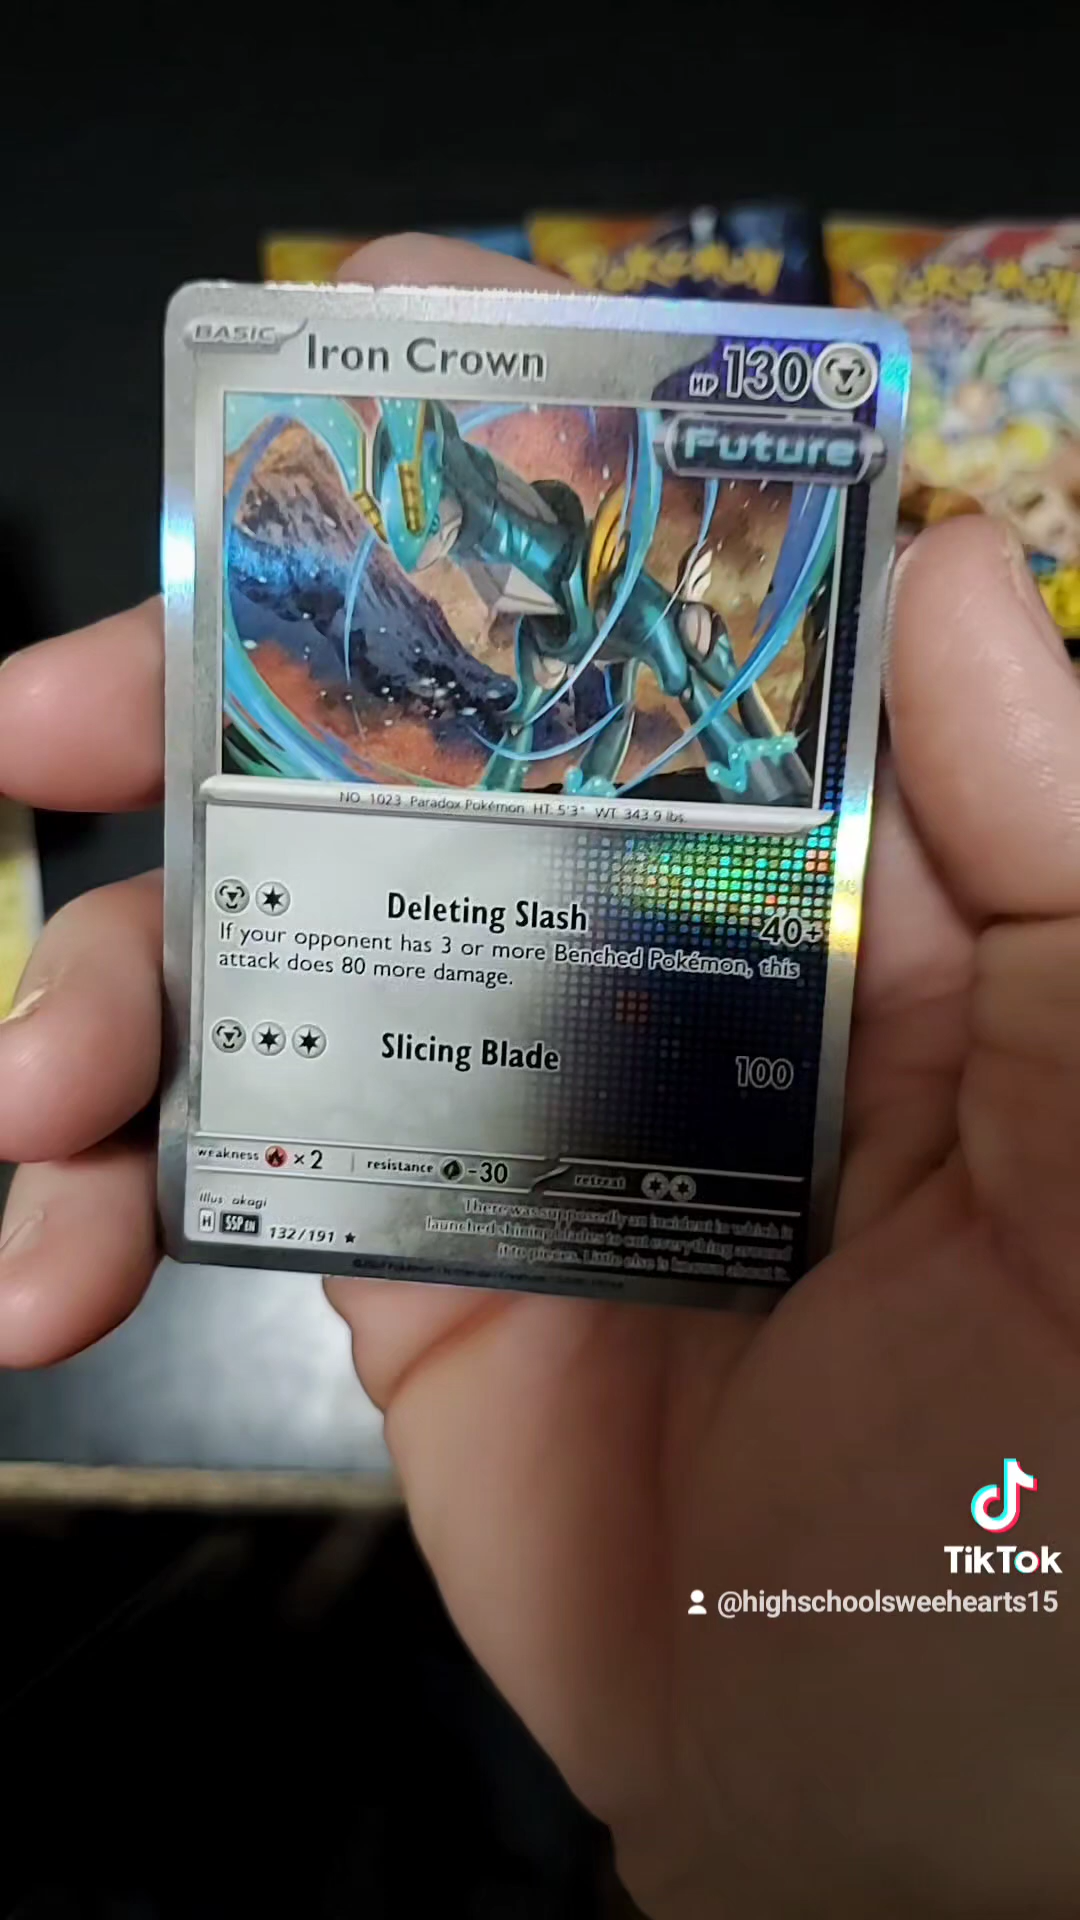 Pokémon
Pokémon
BASIC
Iron Crown
HP 130
Future
NO. 1023 Paradox Pokémon HT: 5'3" WT: 343.9 lbs.
Deleting Slash
40+
If your opponent has 3 or more Benched Pokémon, this
attack does 80 more damage.
Slicing Blade
100
weakness ×2
resistance -30
retreat
Illus. akagi
There was supposedly an incident in which it
launched shining blades to cut everything around
it to pieces. Little else is known about it.
H SSP EN 132/191 ★
TikTok
@highschoolsweehearts15